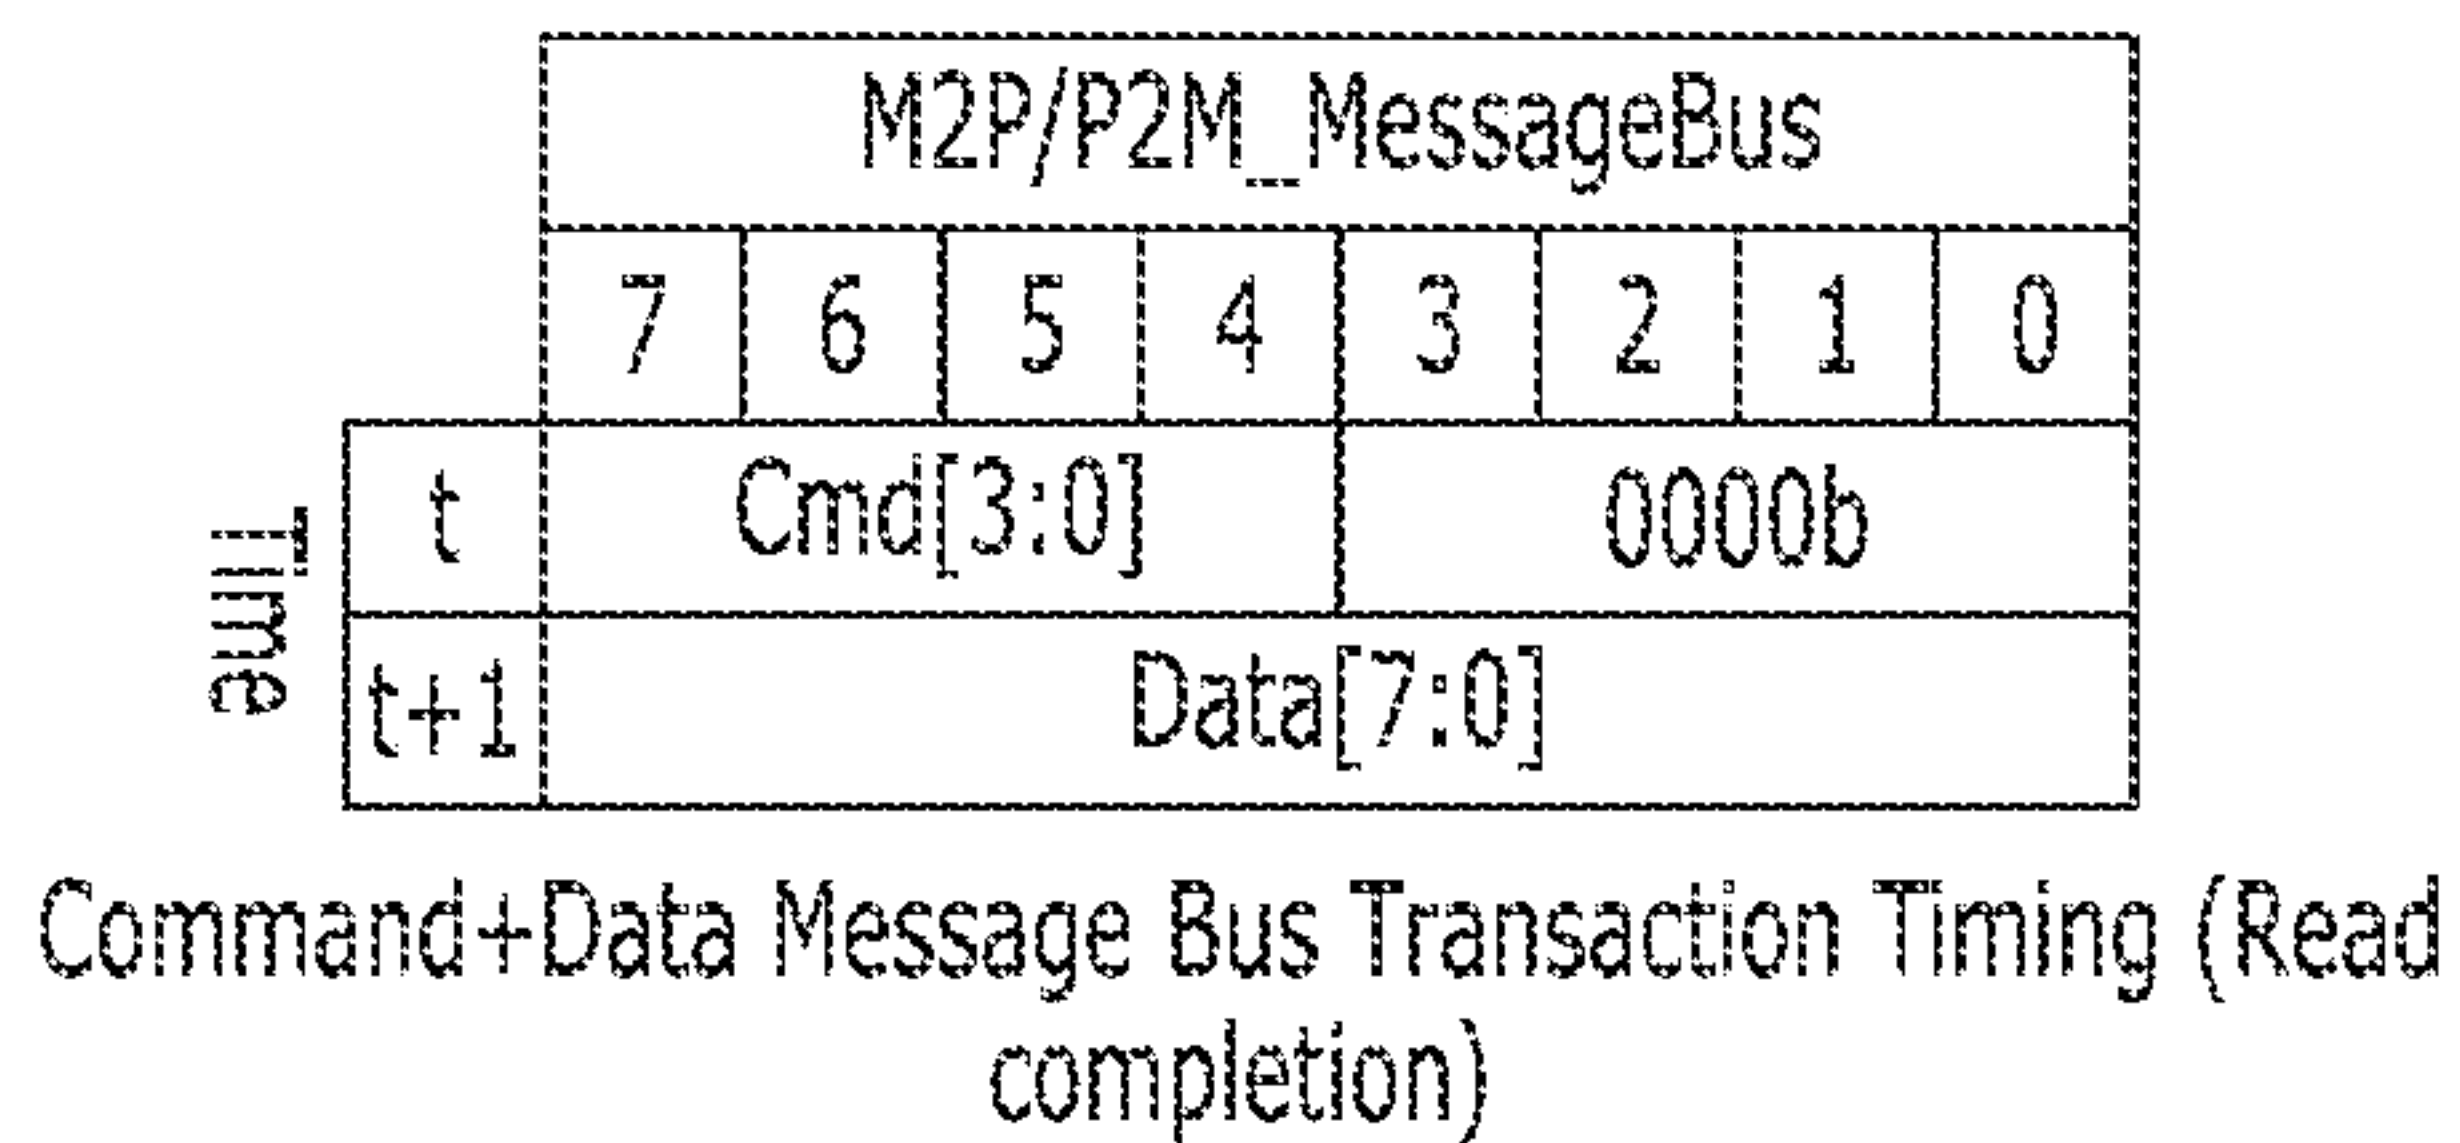 M2P/P2M_MessageBus
7 6 5 4 3 2 1 0
Time
t Cmd[3:0] 0000b
t+1 Data[7:0]
Command+Data Message Bus Transaction Timing (Read
completion)